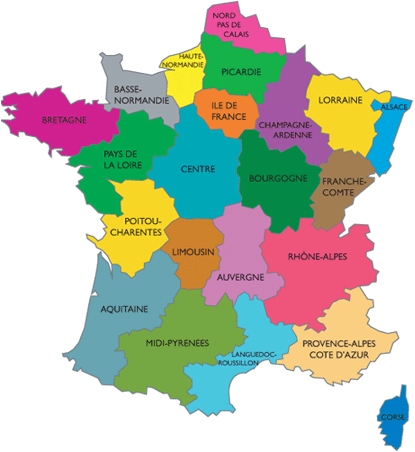 NORD
PAS DE
CALAIS
HAUTE-
NORMANDIE
PICARDIE
BASSE-
NORMANDIE
ILE DE
FRANCE
LORRAINE
ALSACE
CHAMPAGNE-
ARDENNE
BRETAGNE
PAYS DE
LA LOIRE
CENTRE
BOURGOGNE
FRANCHE-
COMTE
POITOU-
CHARENTES
LIMOUSIN
AUVERGNE
RHÔNE-ALPES
AQUITAINE
MIDI-PYRENEES
LANGUEDOC-
ROUSSILLON
PROVENCE-ALPES
COTE D'AZUR
CORSE